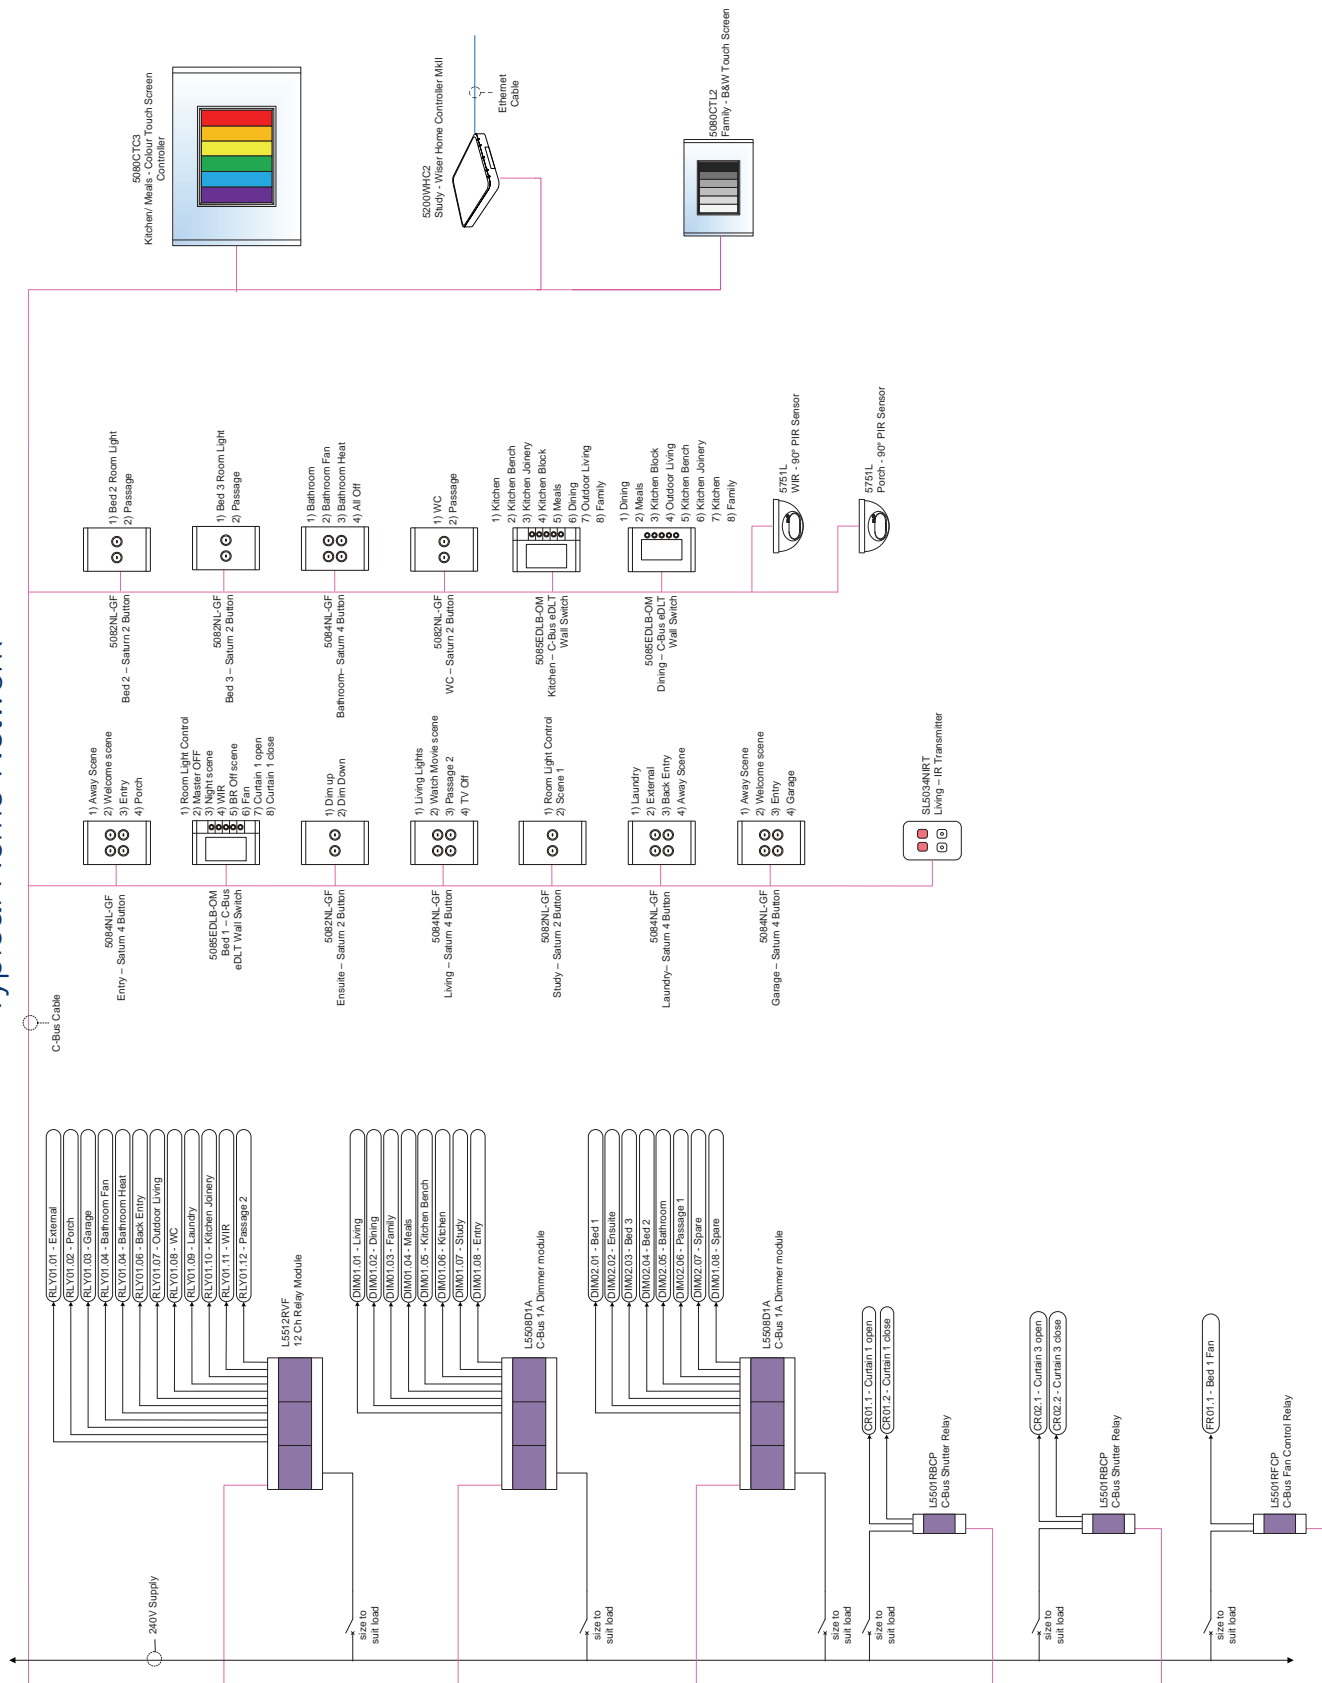 Typical Home Network
240V Supply
C-Bus Cable
RLY01.01 - External
RLY01.02 - Porch
RLY01.03 - Garage
RLY01.04 - Bathroom Fan
RLY01.04 - Bathroom Heat
RLY01.06 - Back Entry
RLY01.07 - Outdoor Living
RLY01.08 - WC
RLY01.09 - Laundry
RLY01.10 - Kitchen Joinery
RLY01.11 - WIR
RLY01.12 - Passage 2
L5512RVF
12 Ch Relay Module
size to
suit load
DIM01.01 - Living
DIM01.02 - Dining
DIM01.03 - Family
DIM01.04 - Meals
DIM01.05 - Kitchen Bench
DIM01.06 - Kitchen
DIM01.07 - Study
DIM01.08 - Entry
L5508D1A
C-Bus 1A Dimmer module
size to
suit load
DIM02.01 - Bed 1
DIM02.02 - Ensuite
DIM02.03 - Bed 3
DIM02.04 - Bed 2
DIM02.05 - Bathroom
DIM02.06 - Passage 1
DIM02.07 - Spare
DIM01.08 - Spare
L5508D1A
C-Bus 1A Dimmer module
size to
suit load
CR01.1 - Curtain 1 open
CR01.2 - Curtain 1 close
L5501RBCP
C-Bus Shutter Relay
size to
suit load
CR02.1 - Curtain 3 open
CR02.2 - Curtain 3 close
L5501RBCP
C-Bus Shutter Relay
size to
suit load
FR01.1 - Bed 1 Fan
L5501RFCP
C-Bus Fan Control Relay
size to
suit load
5084NL-GF
Entry – Saturn 4 Button
1) Away Scene
2) Welcome scene
3) Entry
4) Porch
5085EDLB-OM
Bed 1 – C-Bus
eDLT Wall Switch
1) Room Light Control
2) Master OFF
3) Night scene
4) WIR
5) BR Off scene
6) Fan
7) Curtain 1 open
8) Curtain 1 close
5082NL-GF
Ensuite – Saturn 2 Button
1) Dim up
2) Dim Down
5084NL-GF
Living – Saturn 4 Button
1) Living Lights
2) Watch Movie scene
3) Passage 2
4) TV Off
5082NL-GF
Study – Saturn 2 Button
1) Room Light Control
2) Scene 1
5084NL-GF
Laundry– Saturn 4 Button
1) Laundry
2) External
3) Back Entry
4) Away Scene
5084NL-GF
Garage – Saturn 4 Button
1) Away Scene
2) Welcome scene
3) Entry
4) Garage
SL5034NIRT
Living – IR Transmitter
5082NL-GF
Bed 2 – Saturn 2 Button
1) Bed 2 Room Light
2) Passage
5082NL-GF
Bed 3 – Saturn 2 Button
1) Bed 3 Room Light
2) Passage
5084NL-GF
Bathroom– Saturn 4 Button
1) Bathroom
2) Bathroom Fan
3) Bathroom Heat
4) All Off
5082NL-GF
WC – Saturn 2 Button
1) WC
2) Passage
5085EDLB-OM
Kitchen – C-Bus eDLT
Wall Switch
1) Kitchen
2) Kitchen Bench
3) Kitchen Joinery
4) Kitchen Block
5) Meals
6) Dining
7) Outdoor Living
8) Family
5085EDLB-OM
Dining – C-Bus eDLT
Wall Switch
1) Dining
2) Meals
3) Kitchen Block
4) Outdoor Living
5) Kitchen Bench
6) Kitchen Joinery
7) Kitchen
8) Family
5751L
WIR - 90° PIR Sensor
5751L
Porch - 90° PIR Sensor
5080CTC3
Kitchen/ Meals - Colour Touch Screen
Controller
5200WHC2
Study - Wiser Home Controller MkII
Ethernet
Cable
5080CTL2
Family - B&W Touch Screen